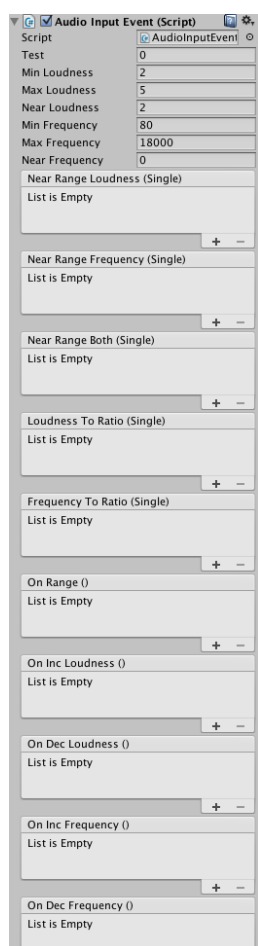 Audio Input Event (Script)
Script AudioInputEvent
Test 0
Min Loudness 2
Max Loudness 5
Near Loudness 2
Min Frequency 80
Max Frequency 18000
Near Frequency 0
Near Range Loudness (Single)
List is Empty
+ −
Near Range Frequency (Single)
List is Empty
+ −
Near Range Both (Single)
List is Empty
+ −
Loudness To Ratio (Single)
List is Empty
+ −
Frequency To Ratio (Single)
List is Empty
+ −
On Range ()
List is Empty
+ −
On Inc Loudness ()
List is Empty
+ −
On Dec Loudness ()
List is Empty
+ −
On Inc Frequency ()
List is Empty
+ −
On Dec Frequency ()
List is Empty